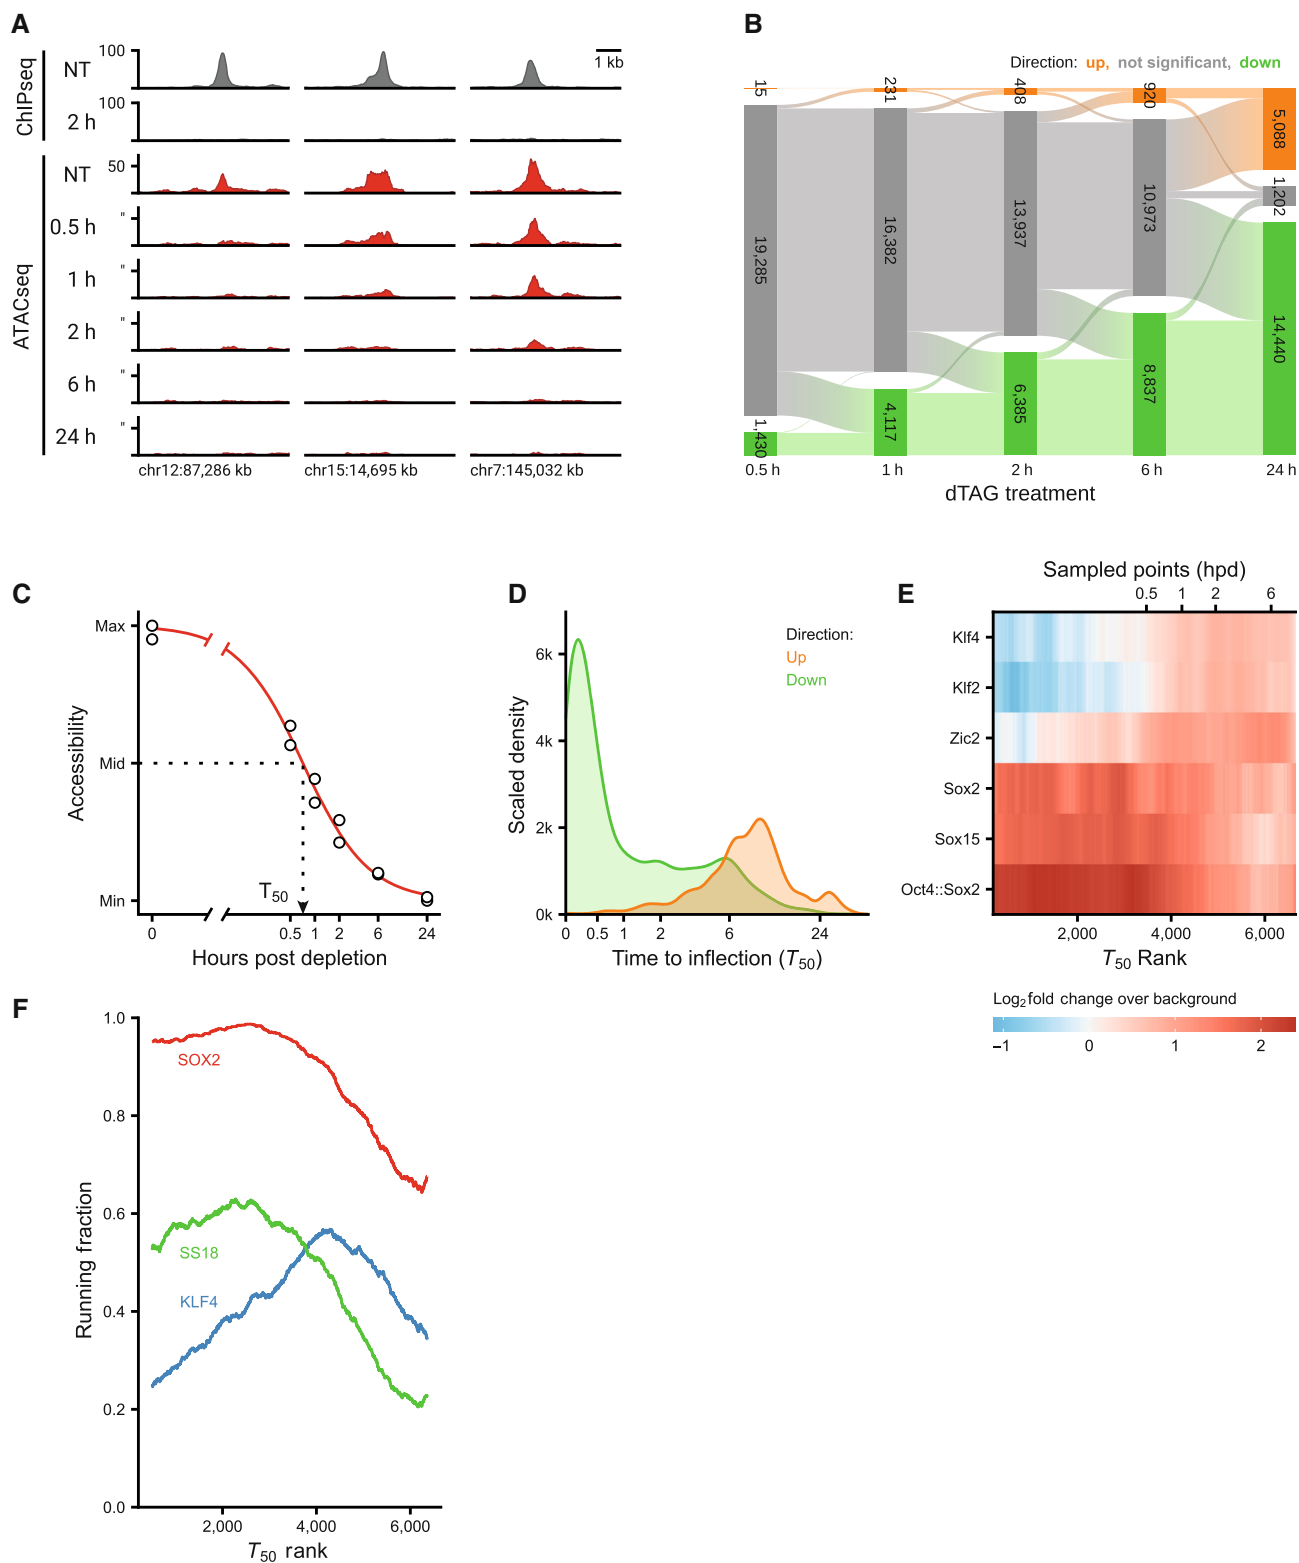 A
ChIPseq
NT
100
1 kb
2 h
100
ATACseq
NT
50
0.5 h
"
1 h
"
2 h
"
6 h
"
24 h
"
chr12:87,286 kb
chr15:14,695 kb
chr7:145,032 kb
B
Direction: up, not significant, down
15
231
408
920
5,088
19,285
16,382
13,937
10,973
1,202
1,430
4,117
6,385
8,837
14,440
0.5 h
1 h
2 h
6 h
24 h
dTAG treatment
C
Accessibility
Max
Mid
Min
T50
0
0.5
1
2
6
24
Hours post depletion
D
Scaled density
6k
4k
2k
0k
Direction:
Up
Down
0
0.5
1
2
6
24
Time to inflection (T50)
E
Sampled points (hpd)
0.5
1
2
6
Klf4
Klf2
Zic2
Sox2
Sox15
Oct4::Sox2
2,000
4,000
6,000
T50 Rank
Log2 fold change over background
−1
0
1
2
F
Running fraction
1.0
0.8
0.6
0.4
0.2
0.0
SOX2
SS18
KLF4
2,000
4,000
6,000
T50 rank